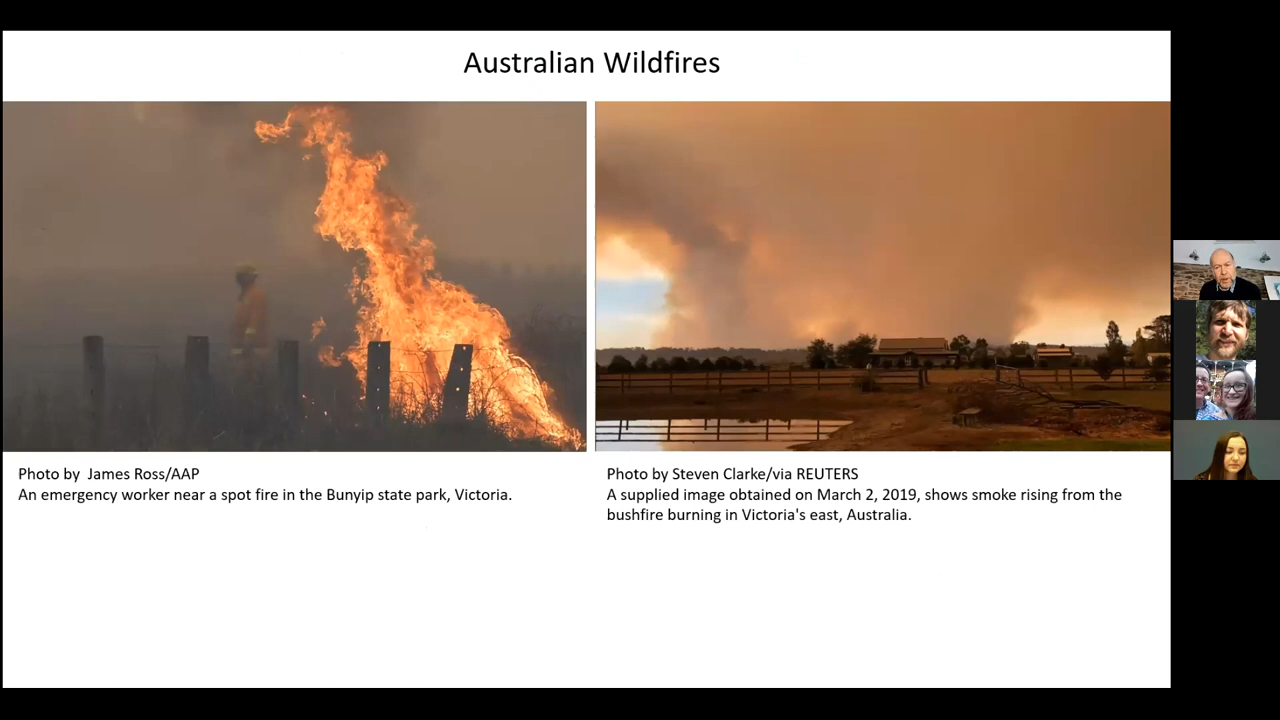 Australian Wildfires
Photo by  James Ross/AAP
An emergency worker near a spot fire in the Bunyip state park, Victoria.
Photo by Steven Clarke/via REUTERS
A supplied image obtained on March 2, 2019, shows smoke rising from the
bushfire burning in Victoria's east, Australia.